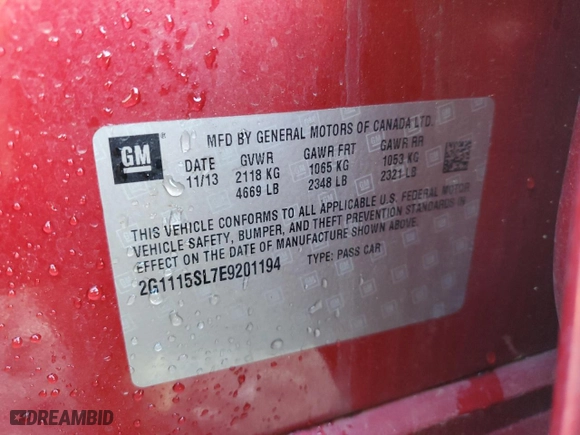 GM
MFD BY GENERAL MOTORS OF CANADA LTD.
DATE GVWR GAWR FRT GAWR RR
11/13 2118 KG 1065 KG 1053 KG
4669 LB 2348 LB 2321 LB
THIS VEHICLE CONFORMS TO ALL APPLICABLE U.S. FEDERAL MOTOR
VEHICLE SAFETY, BUMPER, AND THEFT PREVENTION STANDARDS IN
EFFECT ON THE DATE OF MANUFACTURE SHOWN ABOVE.
2G1115SL7E9201194 TYPE: PASS CAR
DREAMBID